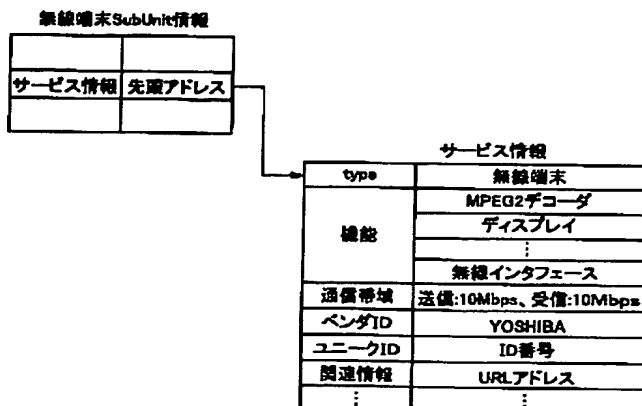 無線端末SubUnit情報
サービス情報 先頭アドレス
サービス情報
type 無線端末
機能 MPEG2デコーダ
ディスプレイ
⋮
無線インタフェース
通信帯域 送信:10Mbps、受信:10Mbps
ベンダID YOSHIBA
ユニークID ID番号
関連情報 URLアドレス
⋮ ⋮